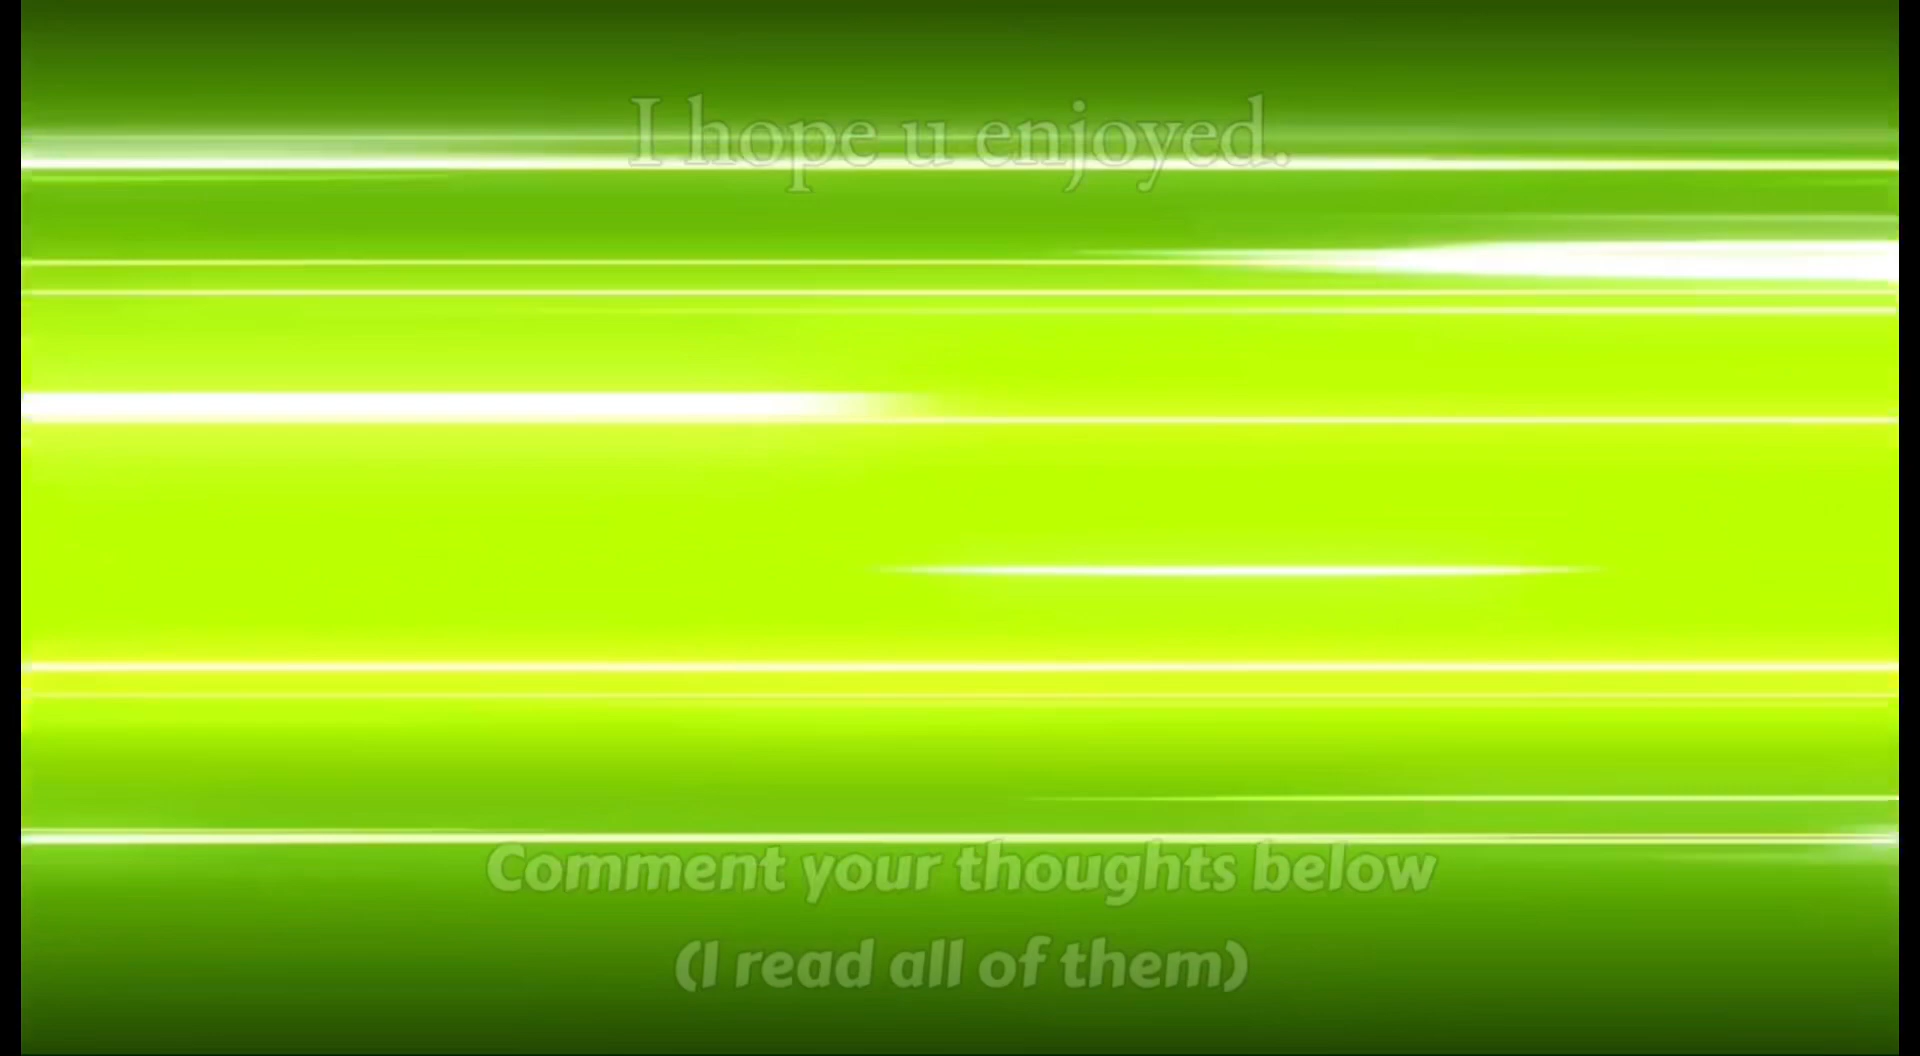 I hope u enjoyed.
Comment your thoughts below
(I read all of them)